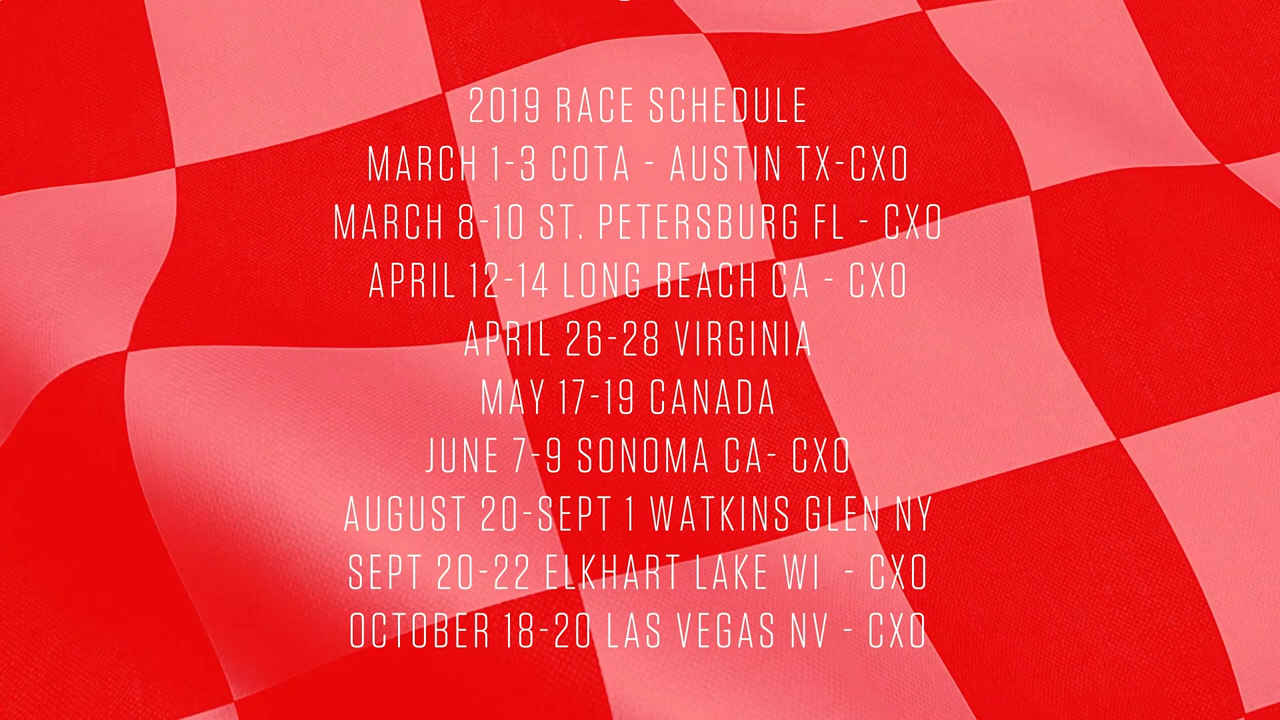 2019 RACE SCHEDULE
MARCH 1-3 COTA - AUSTIN TX-CXO
MARCH 8-10 ST. PETERSBURG FL - CXO
APRIL 12-14 LONG BEACH CA - CXO
APRIL 26-28 VIRGINIA
MAY 17-19 CANADA
JUNE 7-9 SONOMA CA- CXO
AUGUST 20-SEPT 1 WATKINS GLEN NY
SEPT 20-22 ELKHART LAKE WI - CXO
OCTOBER 18-20 LAS VEGAS NV - CXO